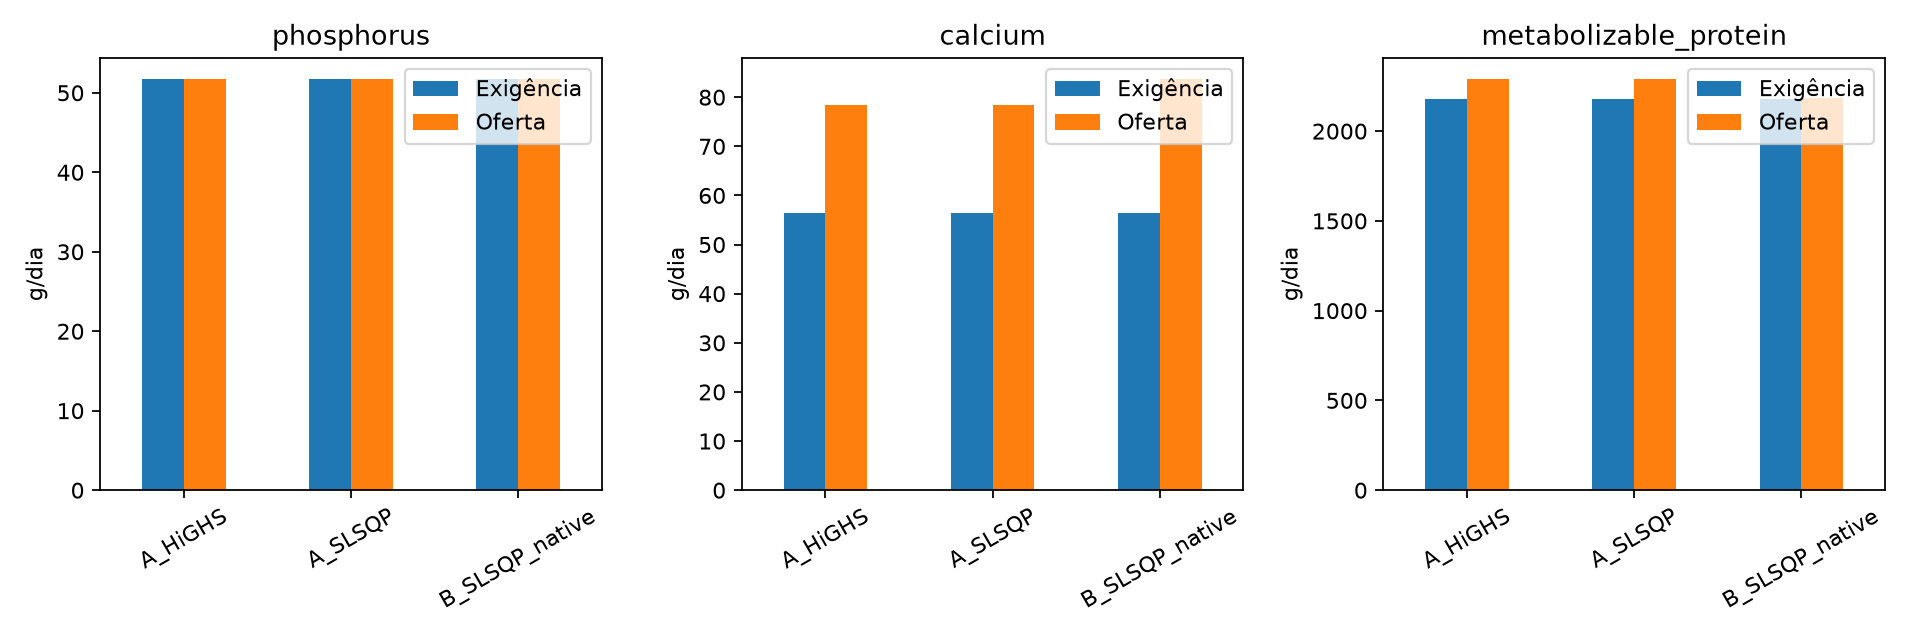 phosphorus
g/dia
50
40
30
20
10
0
Exigência
Oferta
A_HiGHS
A_SLSQP
B_SLSQP_native
calcium
g/dia
80
70
60
50
40
30
20
10
0
Exigência
Oferta
A_HiGHS
A_SLSQP
B_SLSQP_native
metabolizable_protein
g/dia
2000
1500
1000
500
0
Exigência
Oferta
A_HiGHS
A_SLSQP
B_SLSQP_native